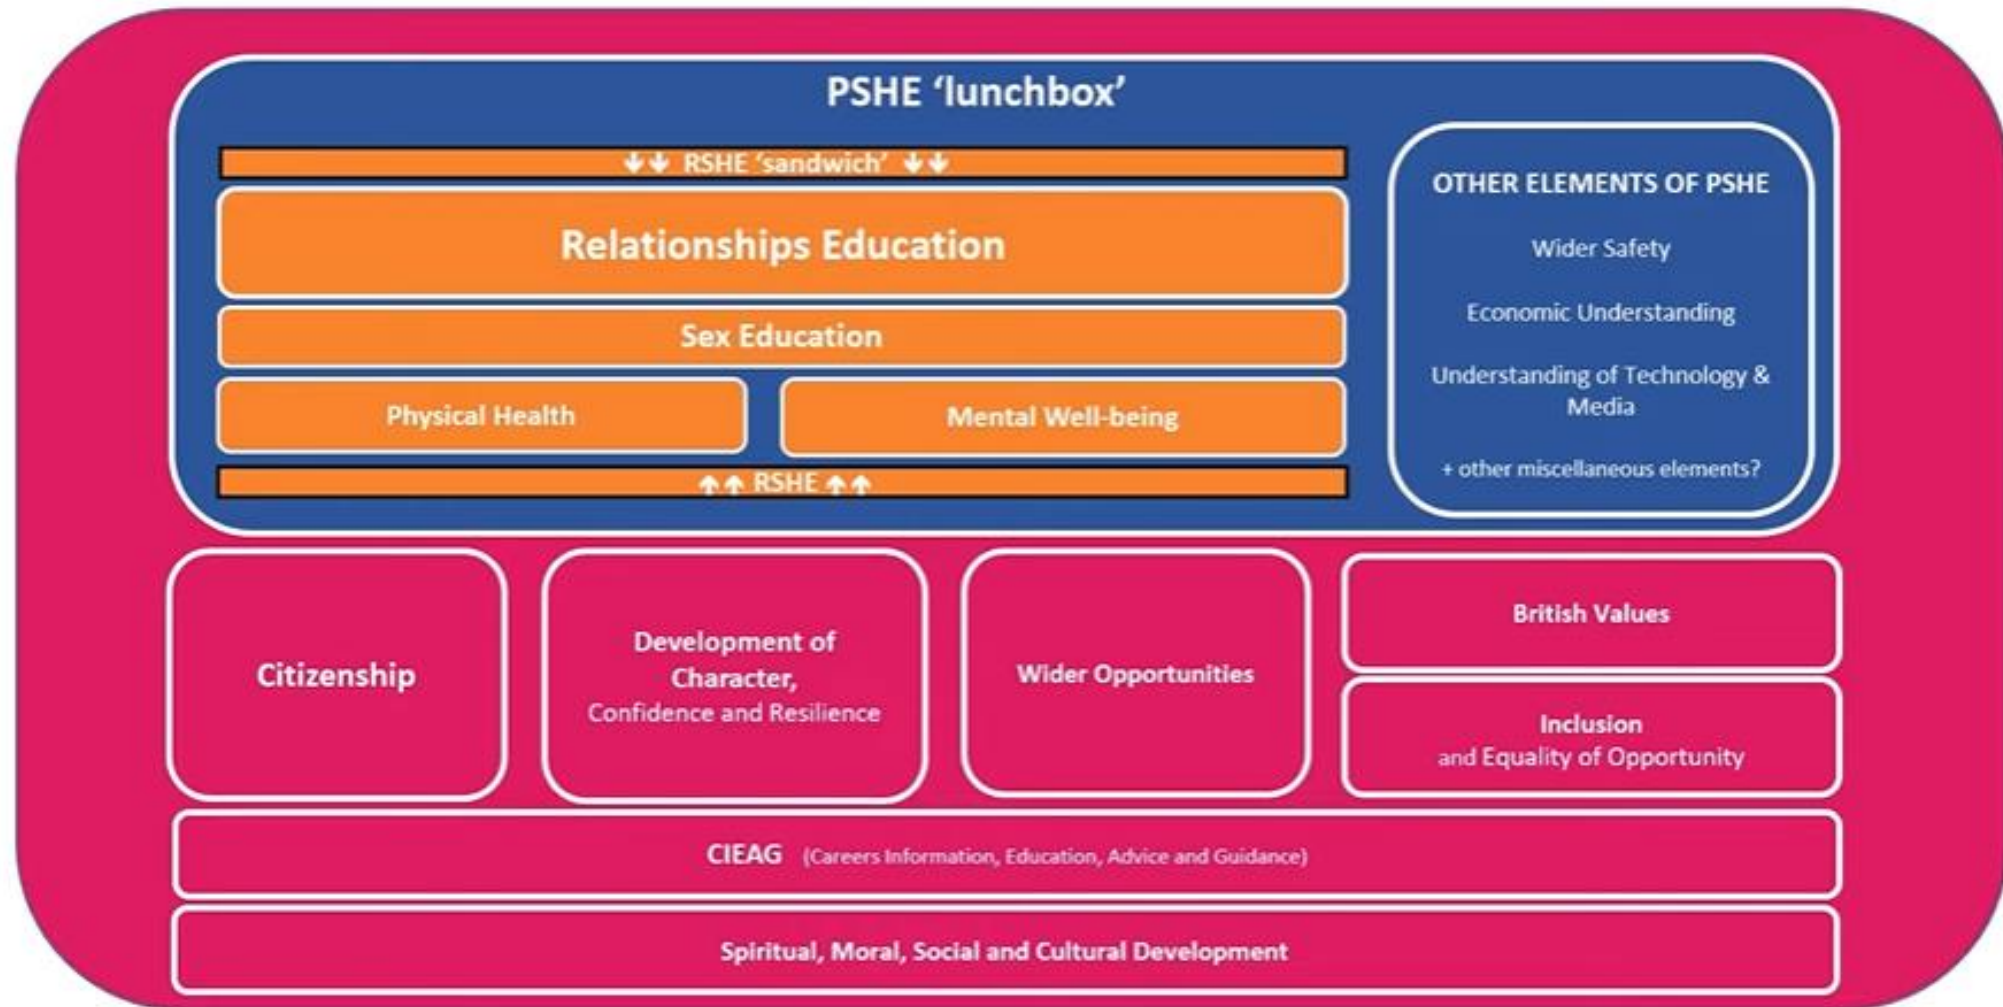 PSHE ‘lunchbox’
↓↓ RSHE ‘sandwich’ ↓↓
Relationships Education
Sex Education
Physical Health
Mental Well-being
↑↑ RSHE ↑↑
OTHER ELEMENTS OF PSHE
Wider Safety
Economic Understanding
Understanding of Technology &
Media
+ other miscellaneous elements?
Citizenship
Development of
Character,
Confidence and Resilience
Wider Opportunities
British Values
Inclusion
and Equality of Opportunity
CIEAG (Careers Information, Education, Advice and Guidance)
Spiritual, Moral, Social and Cultural Development